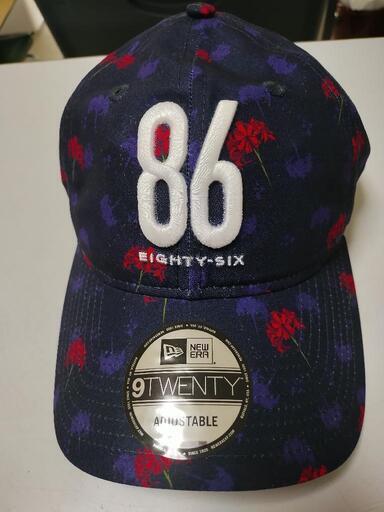 86
EIGHTY-SIX
NEW ERA
9TWENTY
ADJUSTABLE